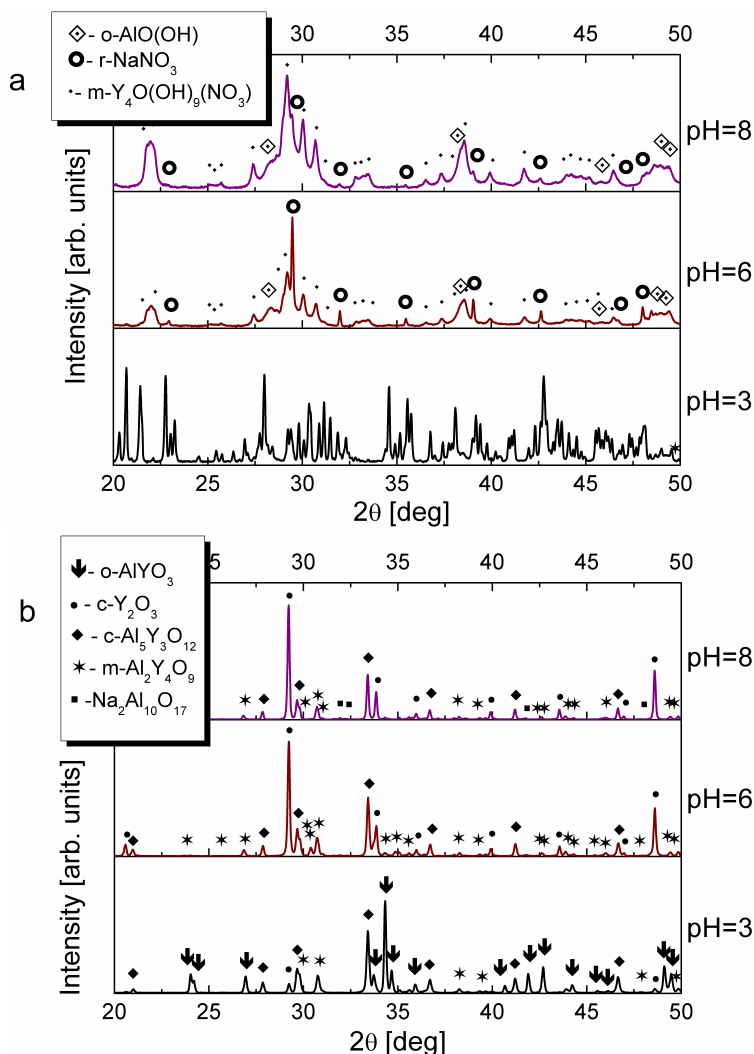 a
- o-AlO(OH)
- r-NaNO3
- m-Y4O(OH)9(NO3)
30 35 40 45 50
pH=8
pH=6
pH=3
Intensity [arb. units]
20 25 30 35 40 45 50
2θ [deg]
b
- o-AlYO3
- c-Y2O3
- c-Al5Y3O12
- m-Al2Y4O9
-Na2Al10O17
5 30 35 40 45 50
pH=8
pH=6
pH=3
Intensity [arb. units]
20 25 30 35 40 45 50
2θ [deg]